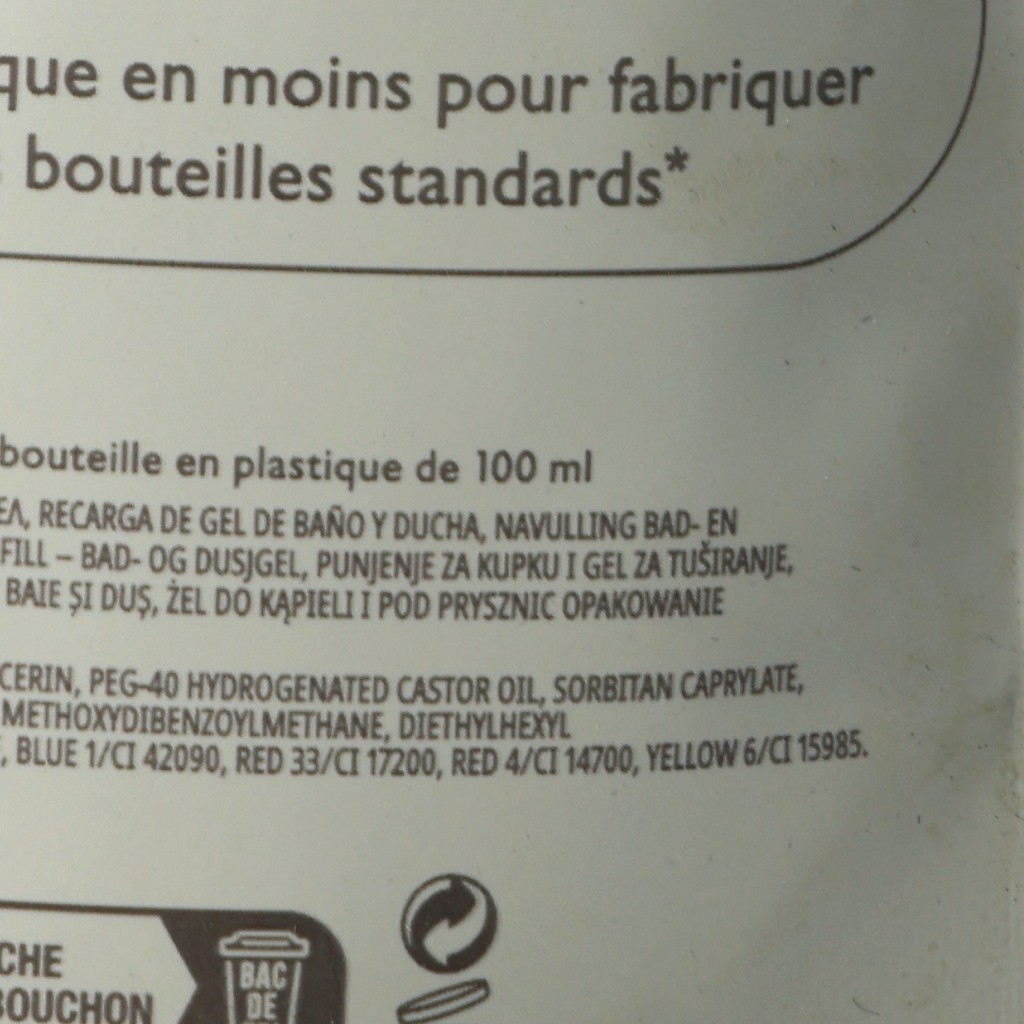 que en moins pour fabriquer
bouteilles standards*
bouteille en plastique de 100 ml
RECARGA DE GEL DE BAÑO Y DUCHA, NAVULLING BAD- EN
FILL – BAD- OG DUSJGEL, PUNJENJE ZA KUPKU I GEL ZA TUŠIRANJE,
BAIE ȘI DUȘ, ŻEL DO KĄPIELI I POD PRYSZNIC OPAKOWANIE
CERIN, PEG-40 HYDROGENATED CASTOR OIL, SORBITAN CAPRYLATE,
METHOXYDIBENZOYLMETHANE, DIETHYLHEXYL
, BLUE 1/CI 42090, RED 33/CI 17200, RED 4/CI 14700, YELLOW 6/CI 15985.
CHE
BOUCHON
BAC
DE